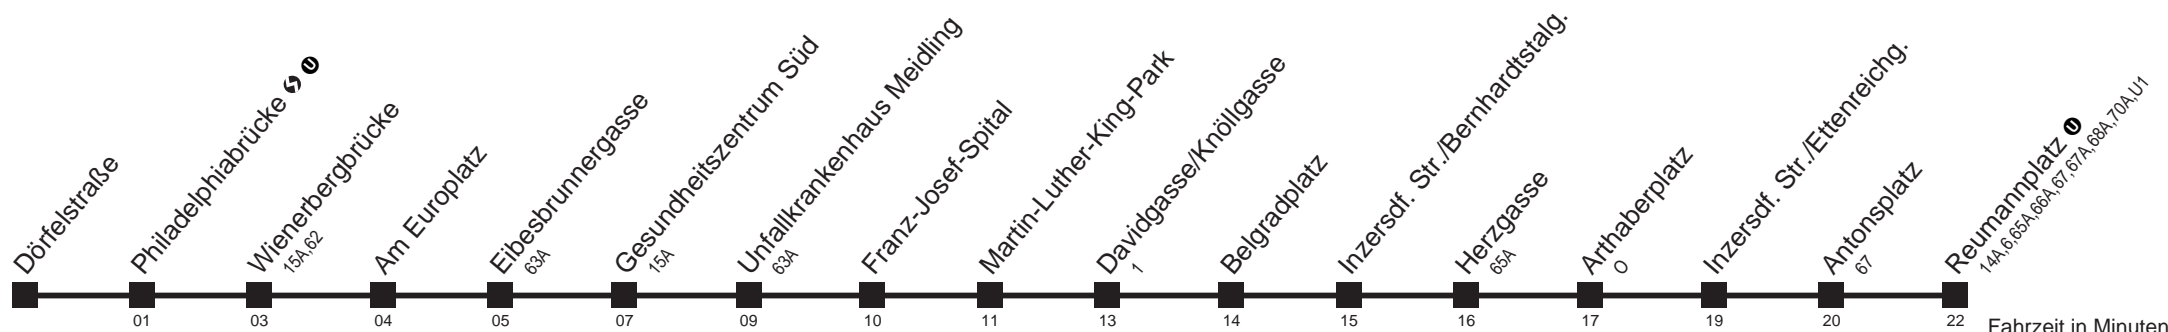 Dörfelstraße
Philadelphiabrücke U
Wienerbergbrücke
15A,62
Am Europlatz
Eibesbrunnergasse
63A
Gesundheitszentrum Süd
15A
Unfallkrankenhaus Meidling
63A
Franz-Josef-Spital
Martin-Luther-King-Park
Davidgasse/Knöllgasse
1
Belgradplatz
Inzersdf. Str./Bernhardtstalg.
Herzgasse
65A
Arthaberplatz
O
Inzersdf. Str./Ettenreichg.
Antonsplatz
67
Reumannplatz U
14A,6,65A,66A,67,67A,68A,70A,U1
01 03 04 05 07 09 10 11 13 14 15 16 17 19 20 22 Fahrzeit in Minuten